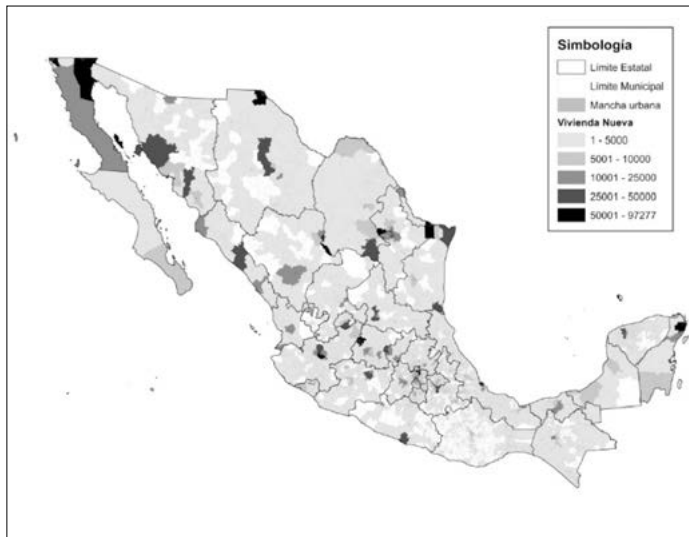 Simbología
Límite Estatal
Límite Municipal
Mancha urbana
Vivienda Nueva
1 - 5000
5001 - 10000
10001 - 25000
25001 - 50000
50001 - 97277